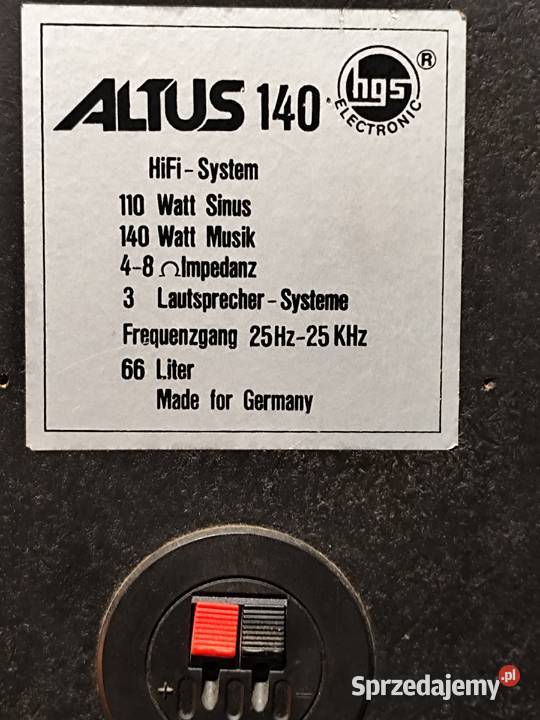 ALTUS 140
hgs
ELECTRONIC
®
HiFi-System
110 Watt Sinus
140 Watt Musik
4-8 Ω Impedanz
3 Lautsprecher-Systeme
Frequenzgang 25Hz-25KHz
66 Liter
Made for Germany
+
Sprzedajemy.pl